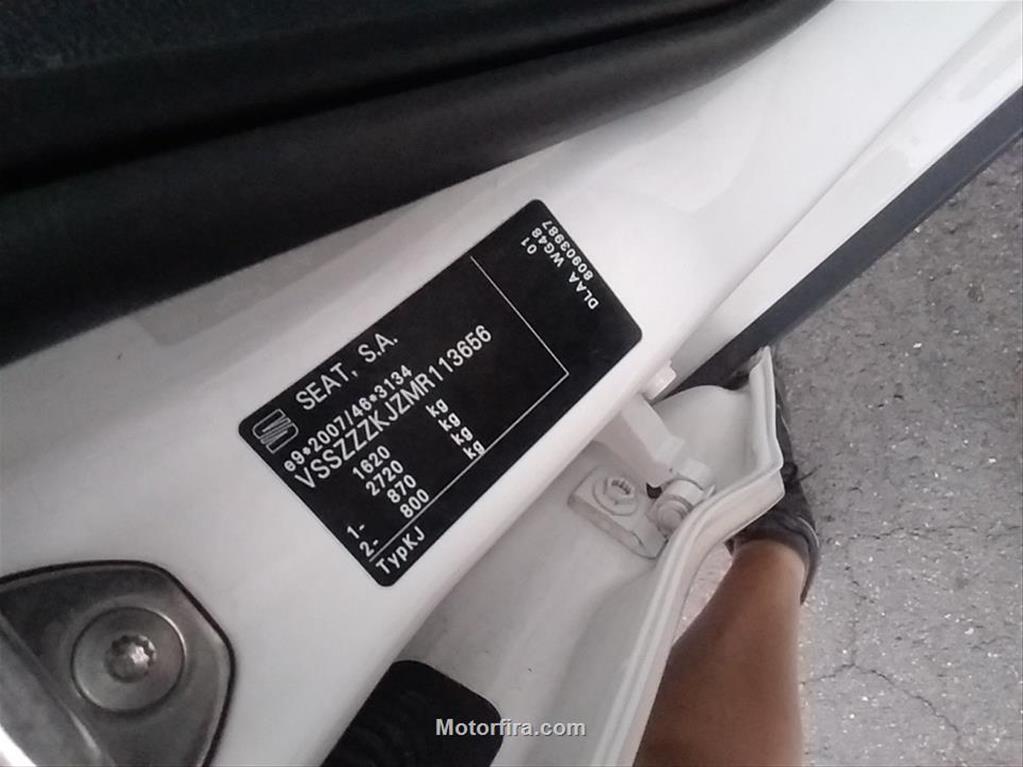 SEAT, S.A.
e9*2007/46*3134
VSSZZZKJZMR113656
1620 kg
2720 kg
1- 870 kg
2- 800 kg
TypKJ
01
DLAA WG48
80903987
Motorfira.com